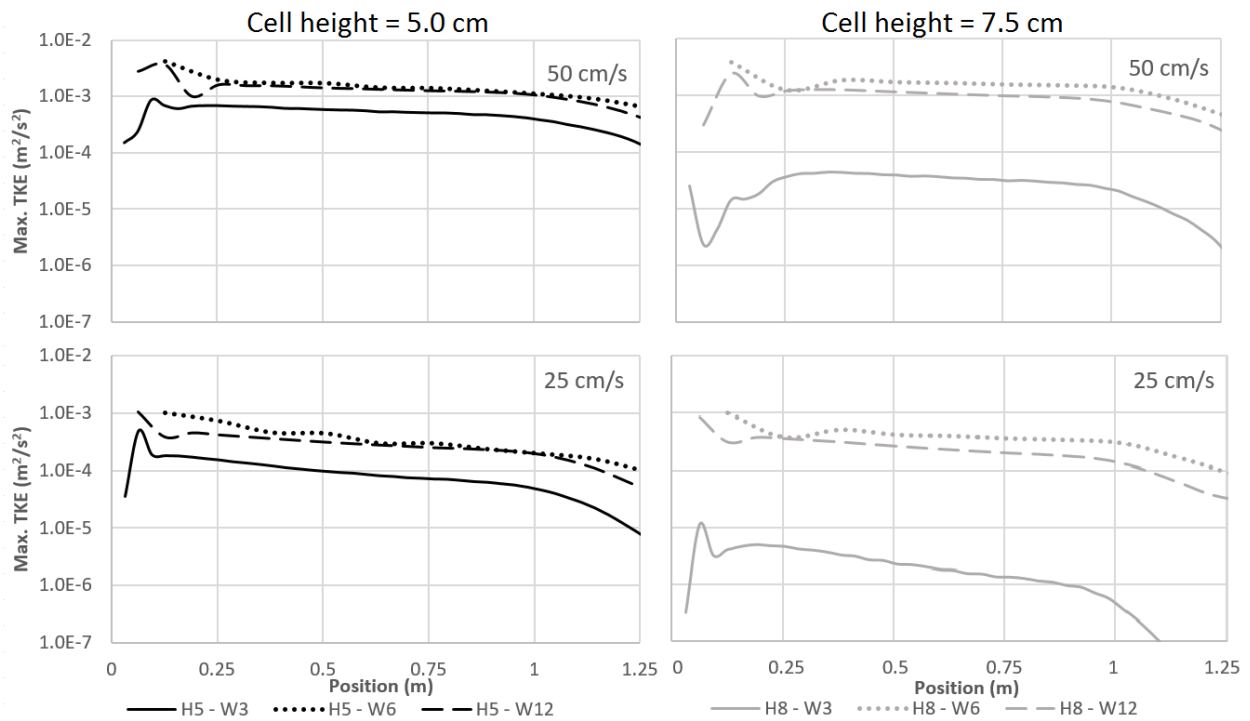 Cell height = 5.0 cm
Cell height = 7.5 cm
Max. TKE (m²/s²)
1.0E-2
1.0E-3
1.0E-4
1.0E-5
1.0E-6
1.0E-7
50 cm/s
50 cm/s
Max. TKE (m²/s²)
1.0E-2
1.0E-3
1.0E-4
1.0E-5
1.0E-6
1.0E-7
25 cm/s
25 cm/s
0 0.25 0.5 0.75 1 1.25
0 0.25 0.5 0.75 1 1.25
Position (m)
Position (m)
H5 - W3 H5 - W6 H5 - W12
H8 - W3 H8 - W6 H8 - W12